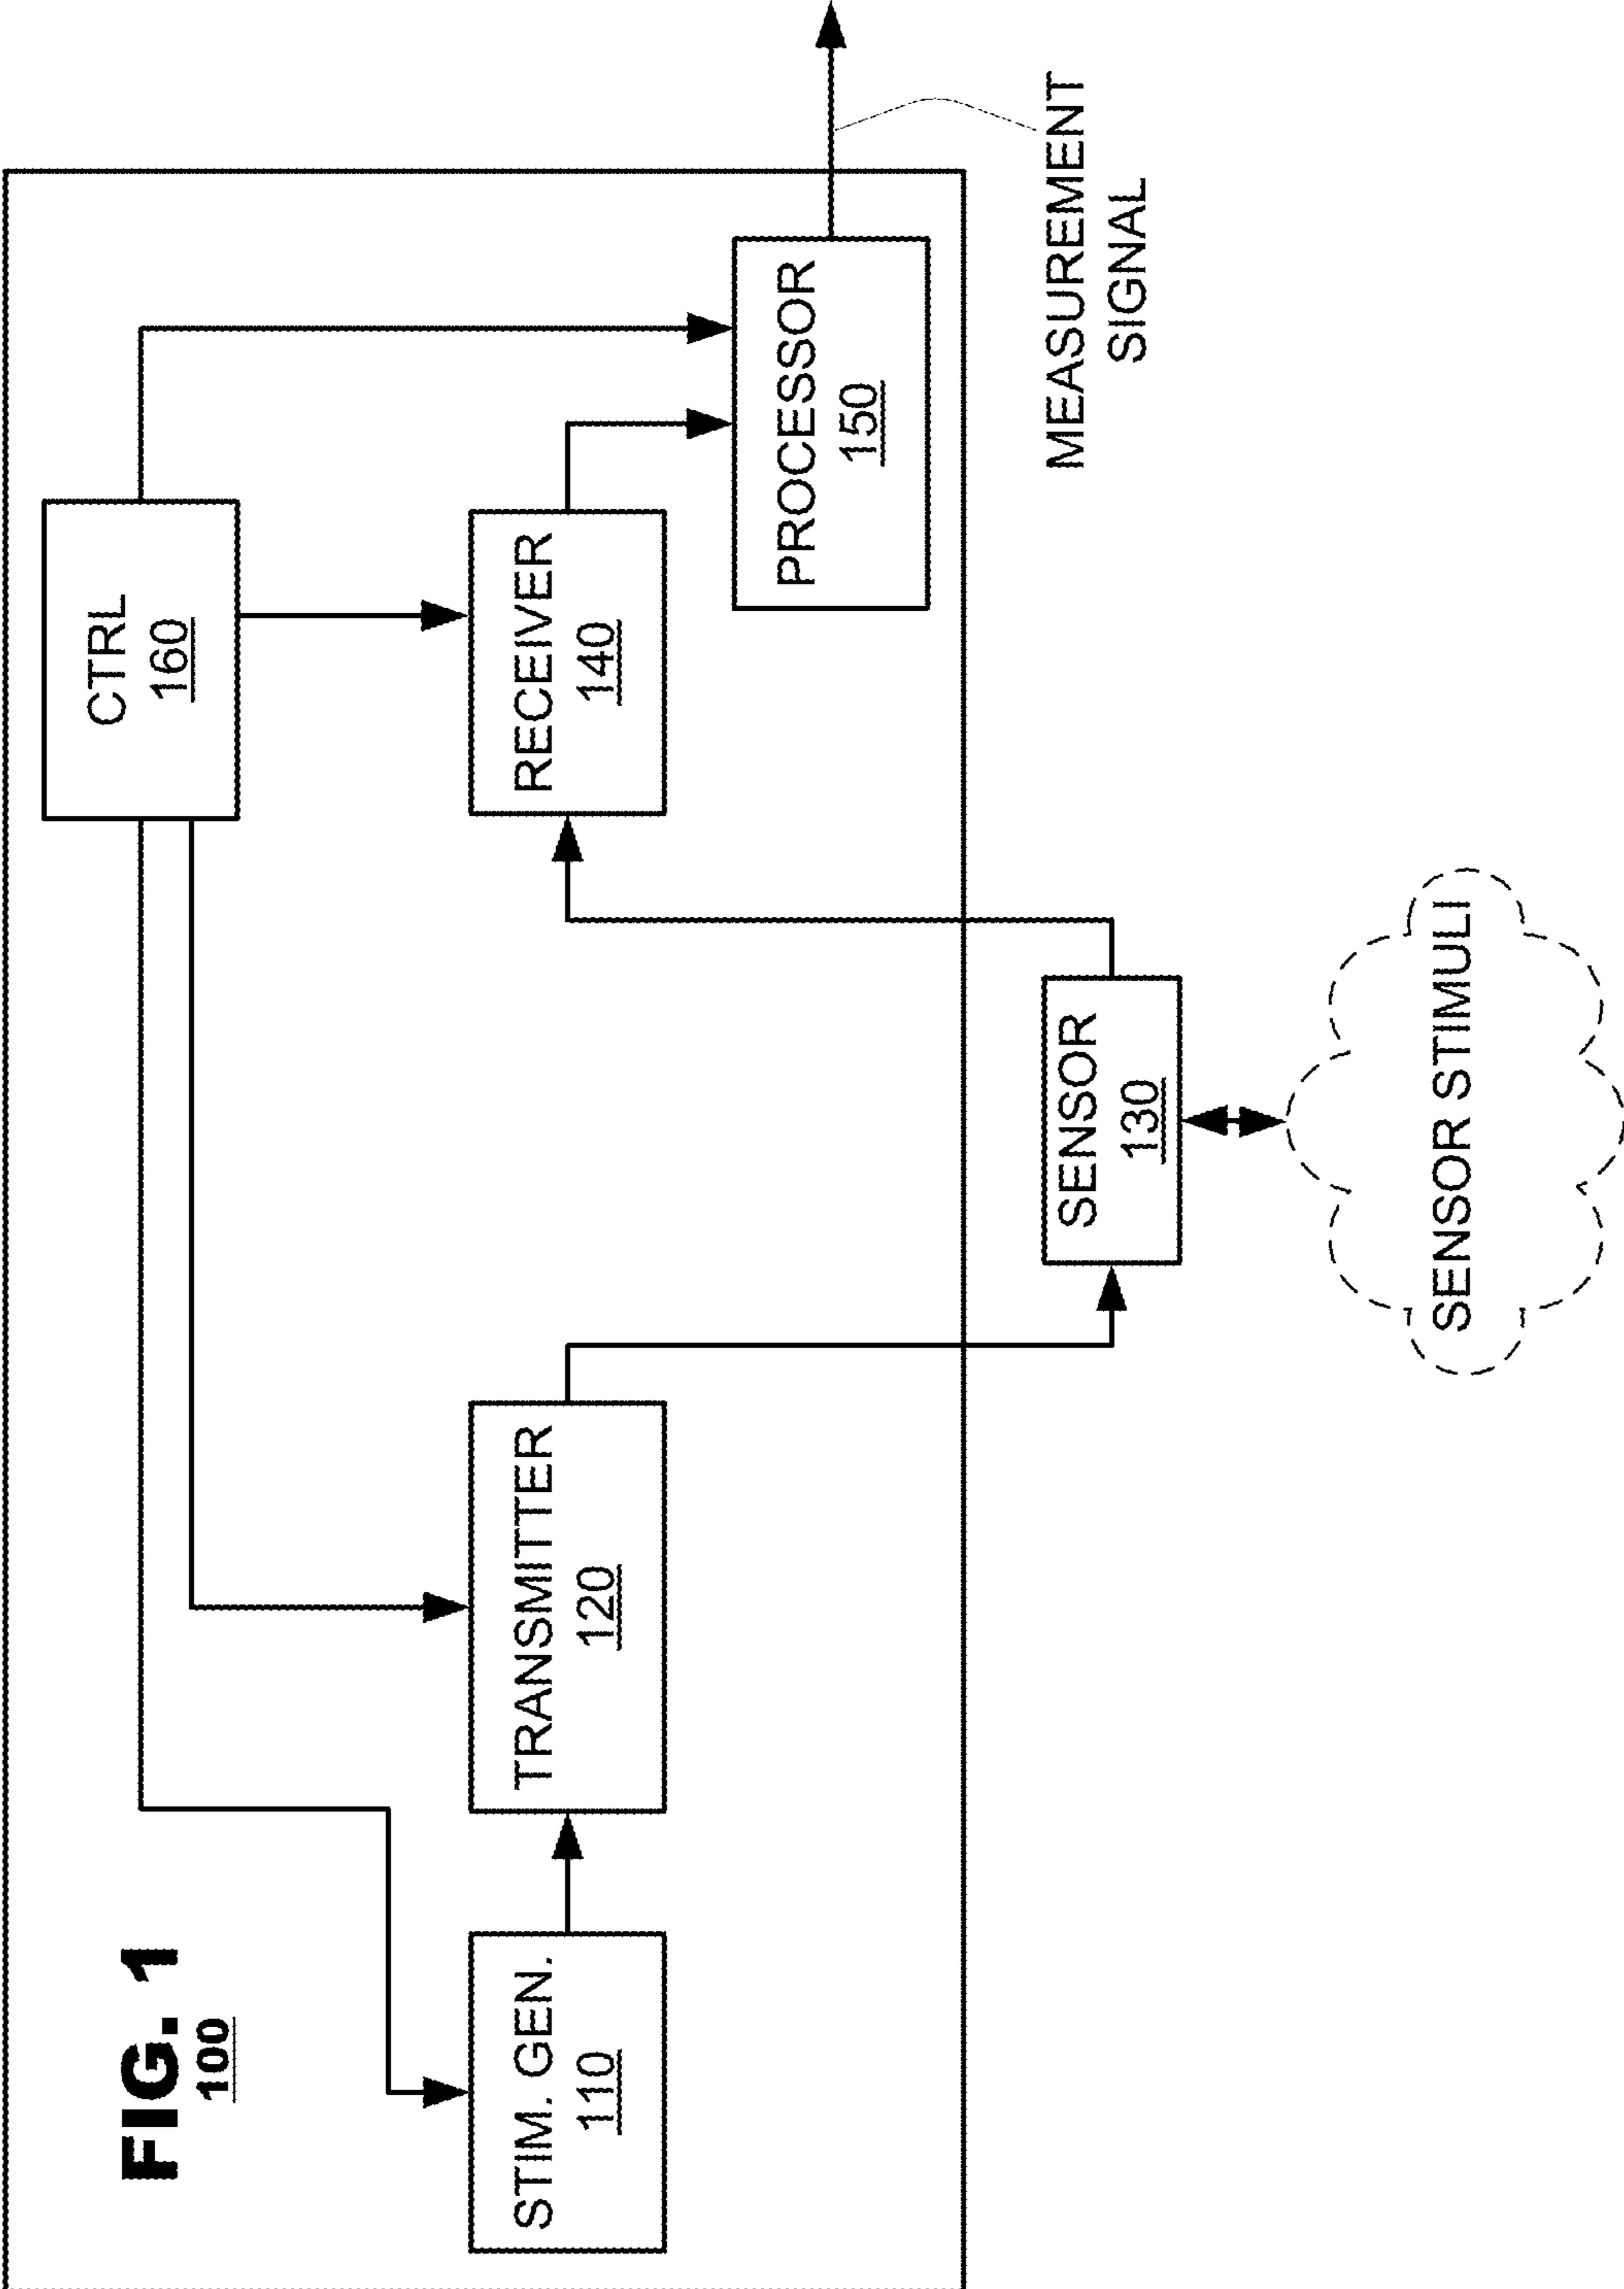 FIG. 1
100
CTRL
160
STIM. GEN.
110
TRANSMITTER
120
RECEIVER
140
PROCESSOR
150
SENSOR
130
MEASUREMENT
SIGNAL
SENSOR STIMULI